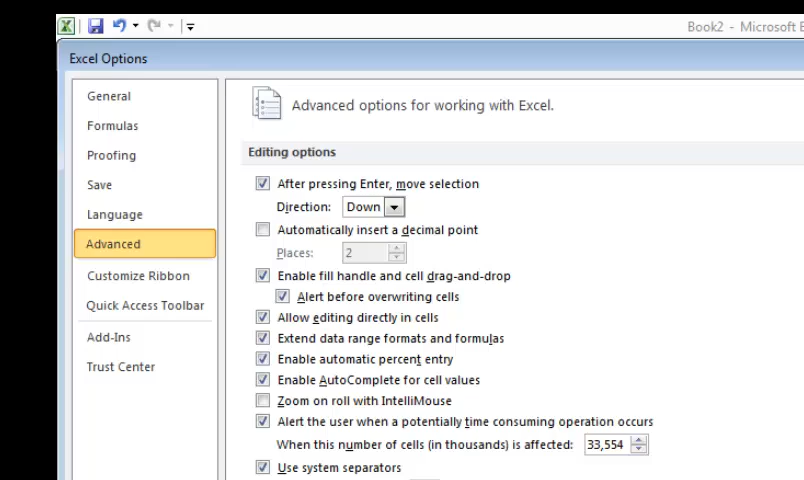 Book2 - Microsoft E
Excel Options
General
Formulas
Proofing
Save
Language
Advanced
Customize Ribbon
Quick Access Toolbar
Add-Ins
Trust Center
Advanced options for working with Excel.
Editing options
After pressing Enter, move selection
Direction: Down
Automatically insert a decimal point
Places: 2
Enable fill handle and cell drag-and-drop
Alert before overwriting cells
Allow editing directly in cells
Extend data range formats and formulas
Enable automatic percent entry
Enable AutoComplete for cell values
Zoom on roll with IntelliMouse
Alert the user when a potentially time consuming operation occurs
When this number of cells (in thousands) is affected: 33,554
Use system separators